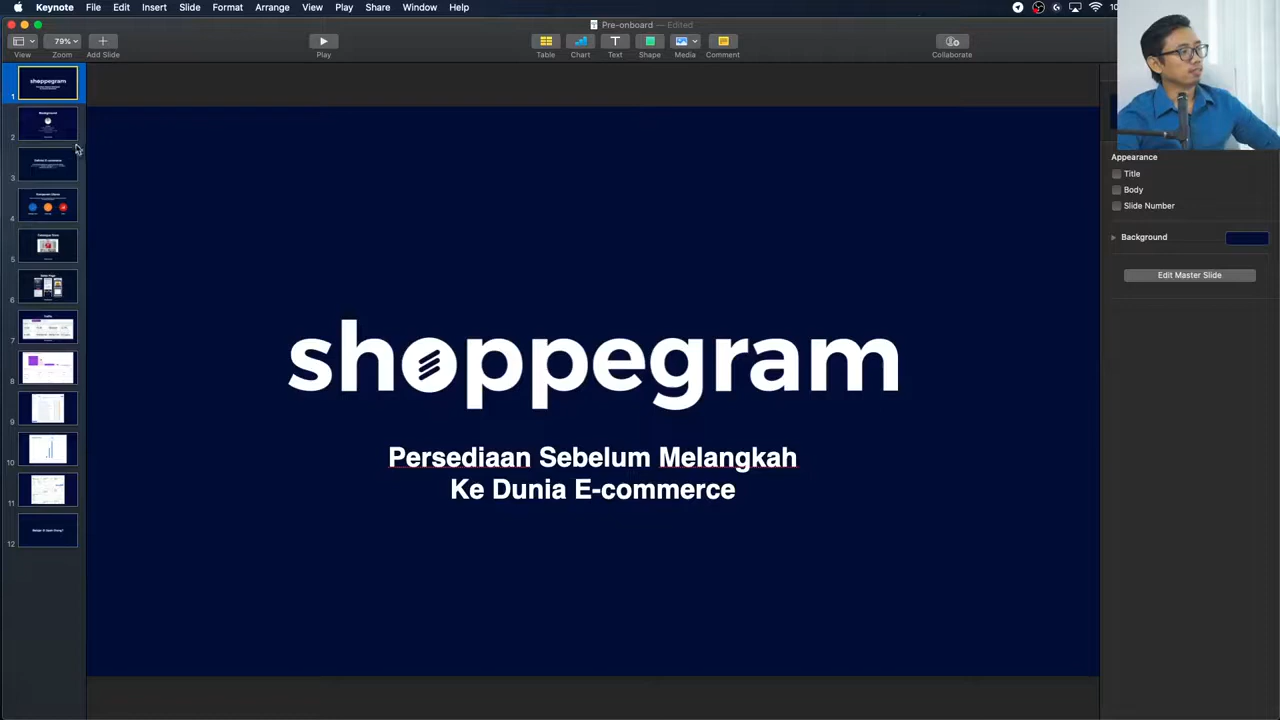 Keynote File Edit Insert Slide Format Arrange View Play Share Window Help
Pre-onboard — Edited
79%
View Zoom Add Slide Play Table Chart Text Shape Media Comment Collaborate
1
shoppegram
2
Background
3
4
5
6
7
8
9
10
11
12
shoppegram
Persediaan Sebelum Melangkah
Ke Dunia E-commerce
Appearance
Title
Body
Slide Number
Background
Edit Master Slide